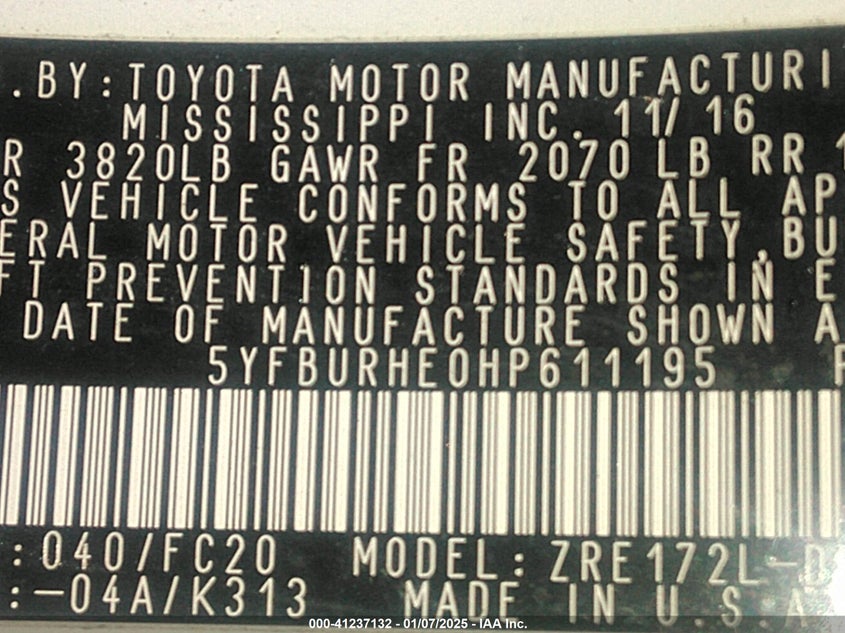 . BY: TOYOTA MOTOR MANUFACTURI
MISSISSIPPI INC. 11/16
R 3820LB GAWR FR 2070 LB RR 1
S VEHICLE CONFORMS TO ALL AP
ERAL MOTOR VEHICLE SAFETY, BU
FT PREVENTION STANDARDS IN E
DATE OF MANUFACTURE SHOWN A
5YFBURHE0HP611195
:040/FC20 MODEL: ZRE172L-D
:-04A/K313 MADE IN U.S.A
000-41237132 - 01/07/2025 - IAA Inc.